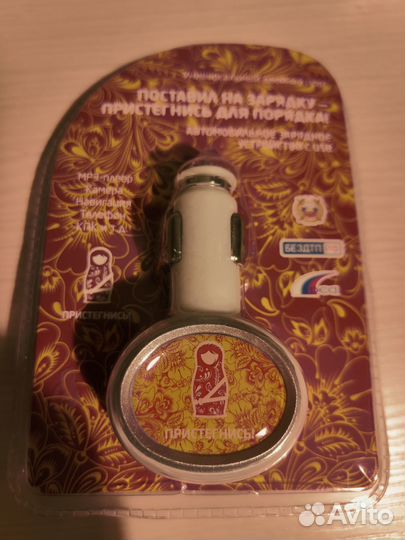 ПОСТАВИЛ НА ЗАРЯДКУ –
ПРИСТЕГНИСЬ ДЛЯ ПОРЯДКА!
АВТОМОБИЛЬНОЕ ЗАРЯДНОЕ
УСТРОЙСТВО С USB
MP3-плеер
Камера
Навигация
Телефон
КПК и т.д.
ПРИСТЕГНИСЬ!
БЕЗДТП
ПРИСТЕГНИСЬ!
Avito